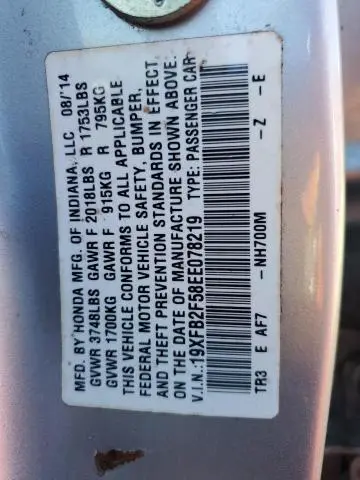 MFD. BY HONDA MFG. OF INDIANA, LLC 08/'14
GVWR 3748LBS GAWR F 2018LBS R 1753LBS
GVWR 1700KG GAWR F 915KG R 795KG
THIS VEHICLE CONFORMS TO ALL APPLICABLE
FEDERAL MOTOR VEHICLE SAFETY, BUMPER,
AND THEFT PREVENTION STANDARDS IN EFFECT
ON THE DATE OF MANUFACTURE SHOWN ABOVE.
V.I.N.:19XFB2F58EE078219 TYPE: PASSENGER CAR
TR3 E AF7 -NH700M -Z -E